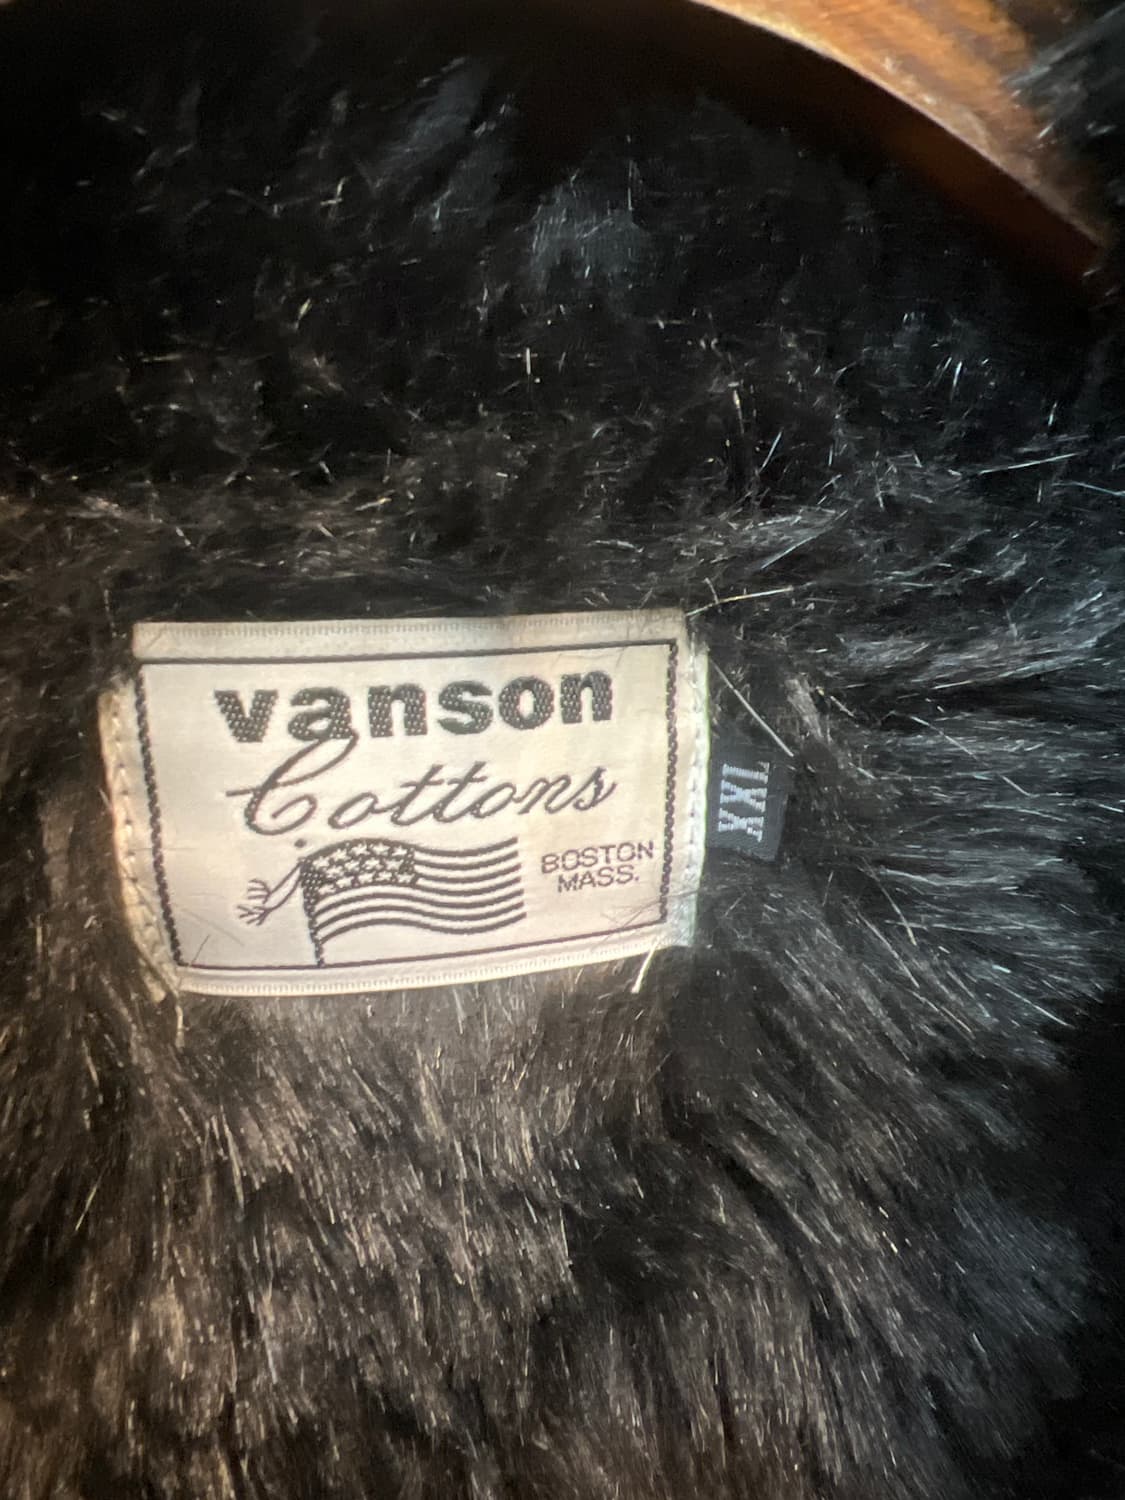 vanson
Cottons
BOSTON
MASS.
XXL